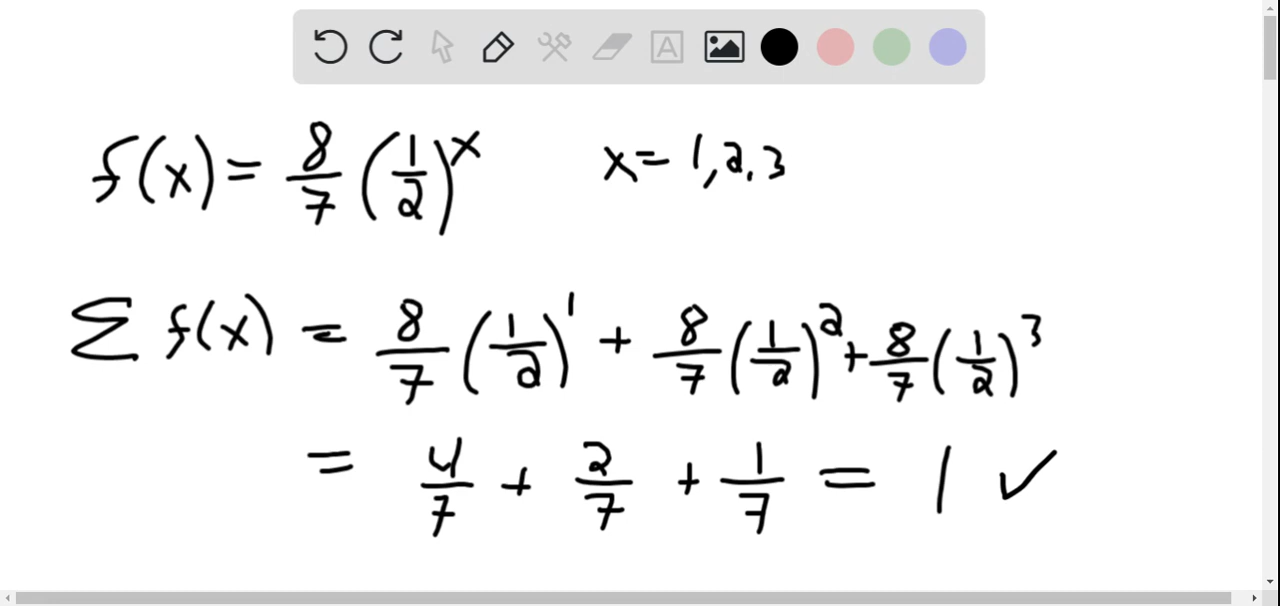 A
f(x) = 8/7 (1/2)^x x = 1, 2, 3
Σ f(x) = 8/7 (1/2)^1 + 8/7 (1/2)^2 + 8/7 (1/2)^3
= 4/7 + 2/7 + 1/7 = 1 ✓